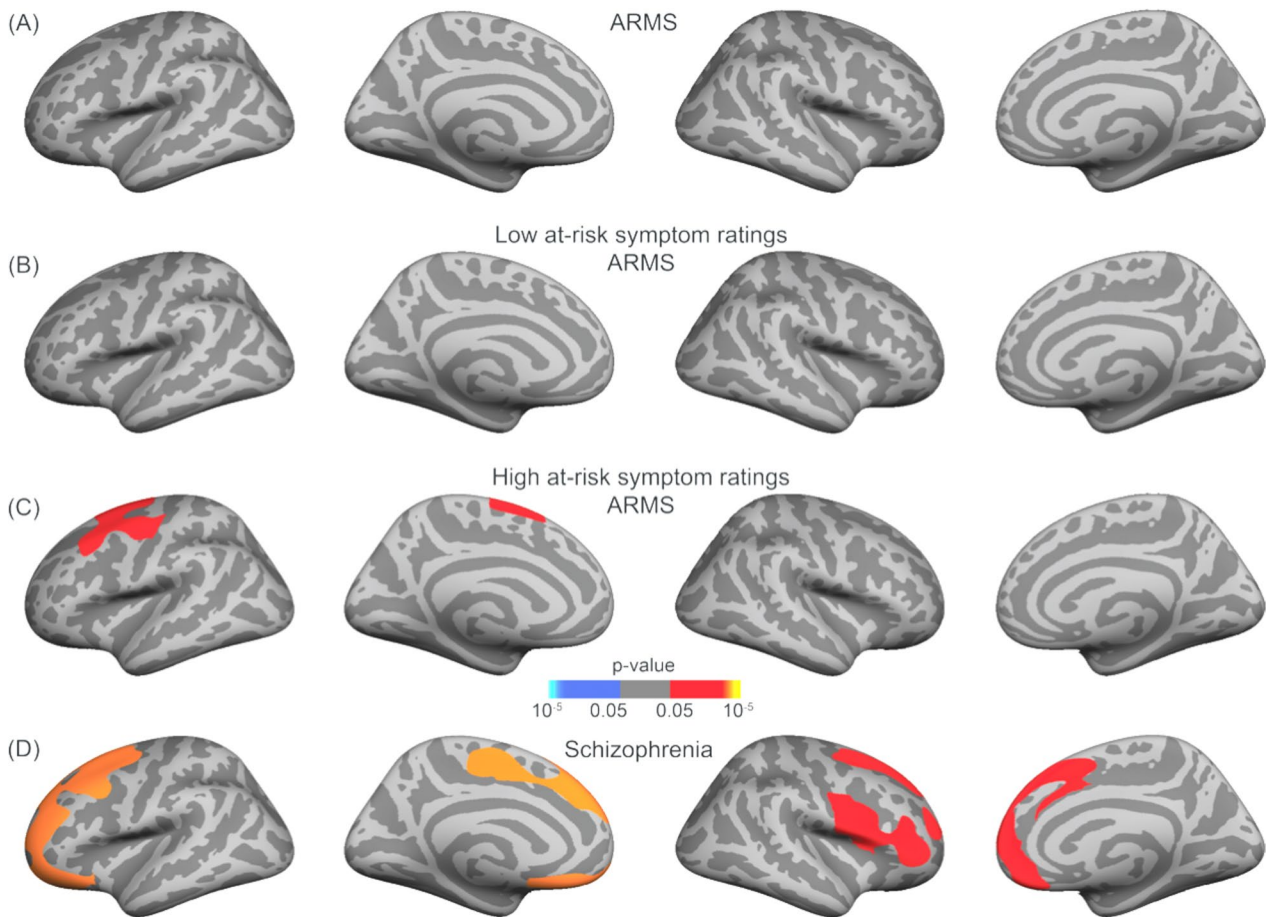 (A) ARMS
Low at-risk symptom ratings
(B) ARMS
High at-risk symptom ratings
(C) ARMS
p-value
10-5 0.05 0.05 10-5
(D) Schizophrenia